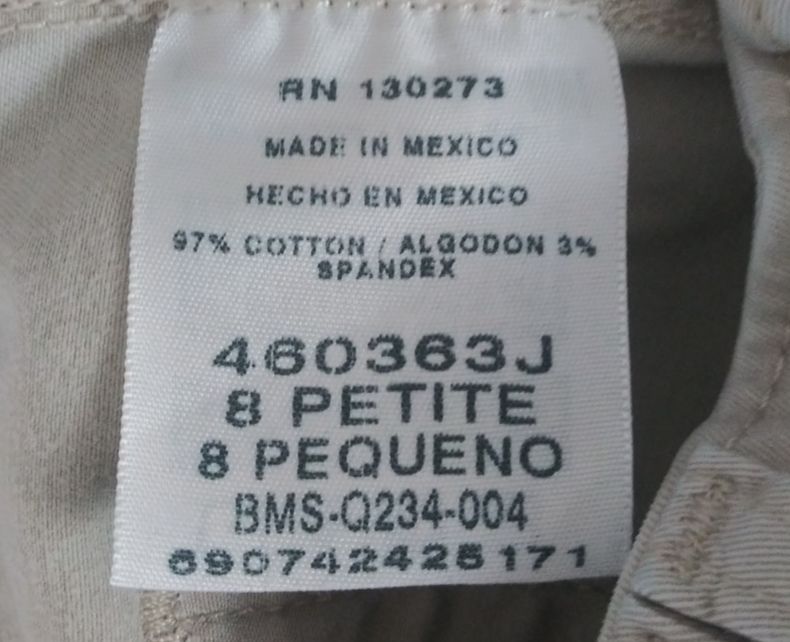 RN 130273
MADE IN MEXICO
HECHO EN MEXICO
97% COTTON / ALGODON 3%
SPANDEX
460363J
8 PETITE
8 PEQUENO
BMS-Q234-004
690742425171